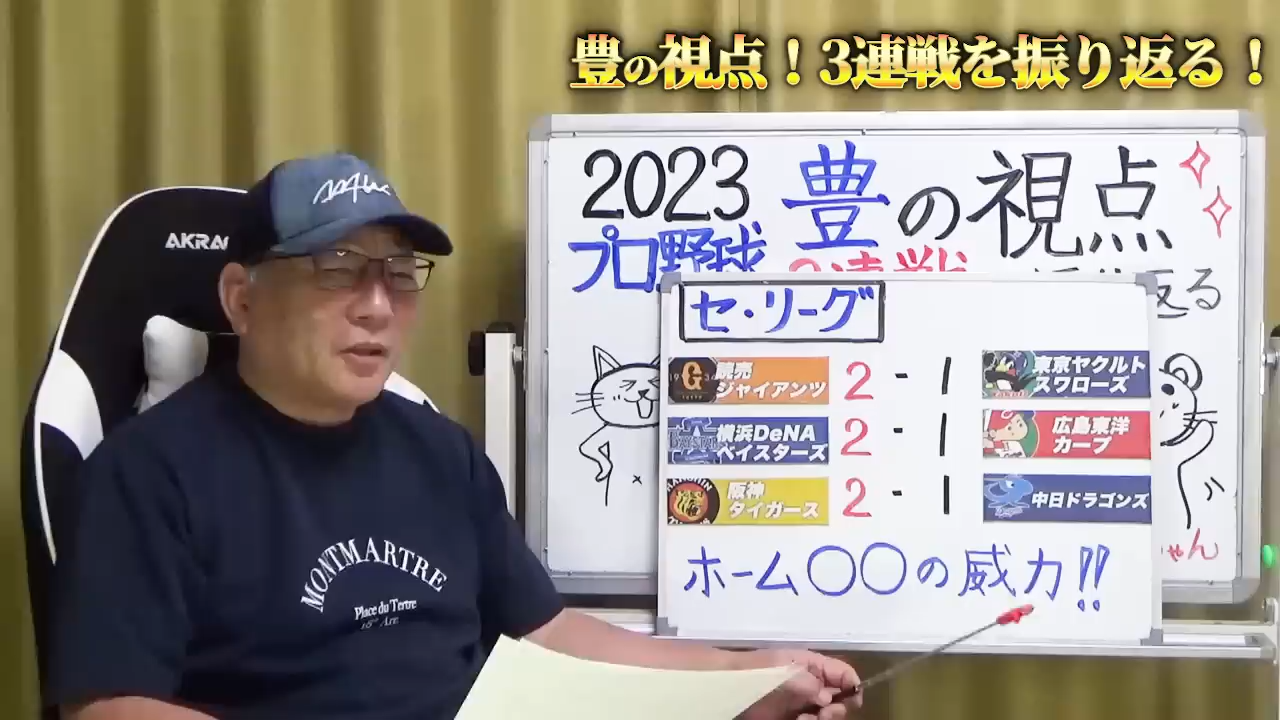 豊の視点！3連戦を振り返る！
2023 豊の視点
プロ野球
返る
セ・リーグ
読売
ジャイアンツ
2 - 1
東京ヤクルト
スワローズ
横浜DeNA
ベイスターズ
2 - 1
広島東洋
カープ
阪神
タイガース
2 - 1
中日ドラゴンズ
ホーム〇〇の威力!!
ゃん
AKRA
MONTMARTRE
Place du Tertre
18e Arr